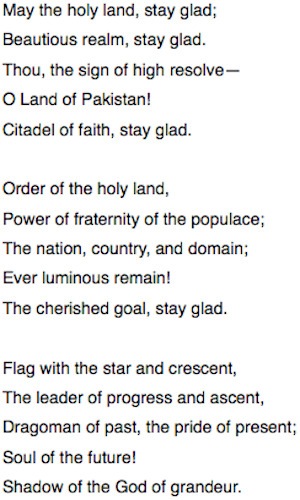 May the holy land, stay glad;
Beautious realm, stay glad.
Thou, the sign of high resolve—
O Land of Pakistan!
Citadel of faith, stay glad.

Order of the holy land,
Power of fraternity of the populace;
The nation, country, and domain;
Ever luminous remain!
The cherished goal, stay glad.

Flag with the star and crescent,
The leader of progress and ascent,
Dragoman of past, the pride of present;
Soul of the future!
Shadow of the God of grandeur.